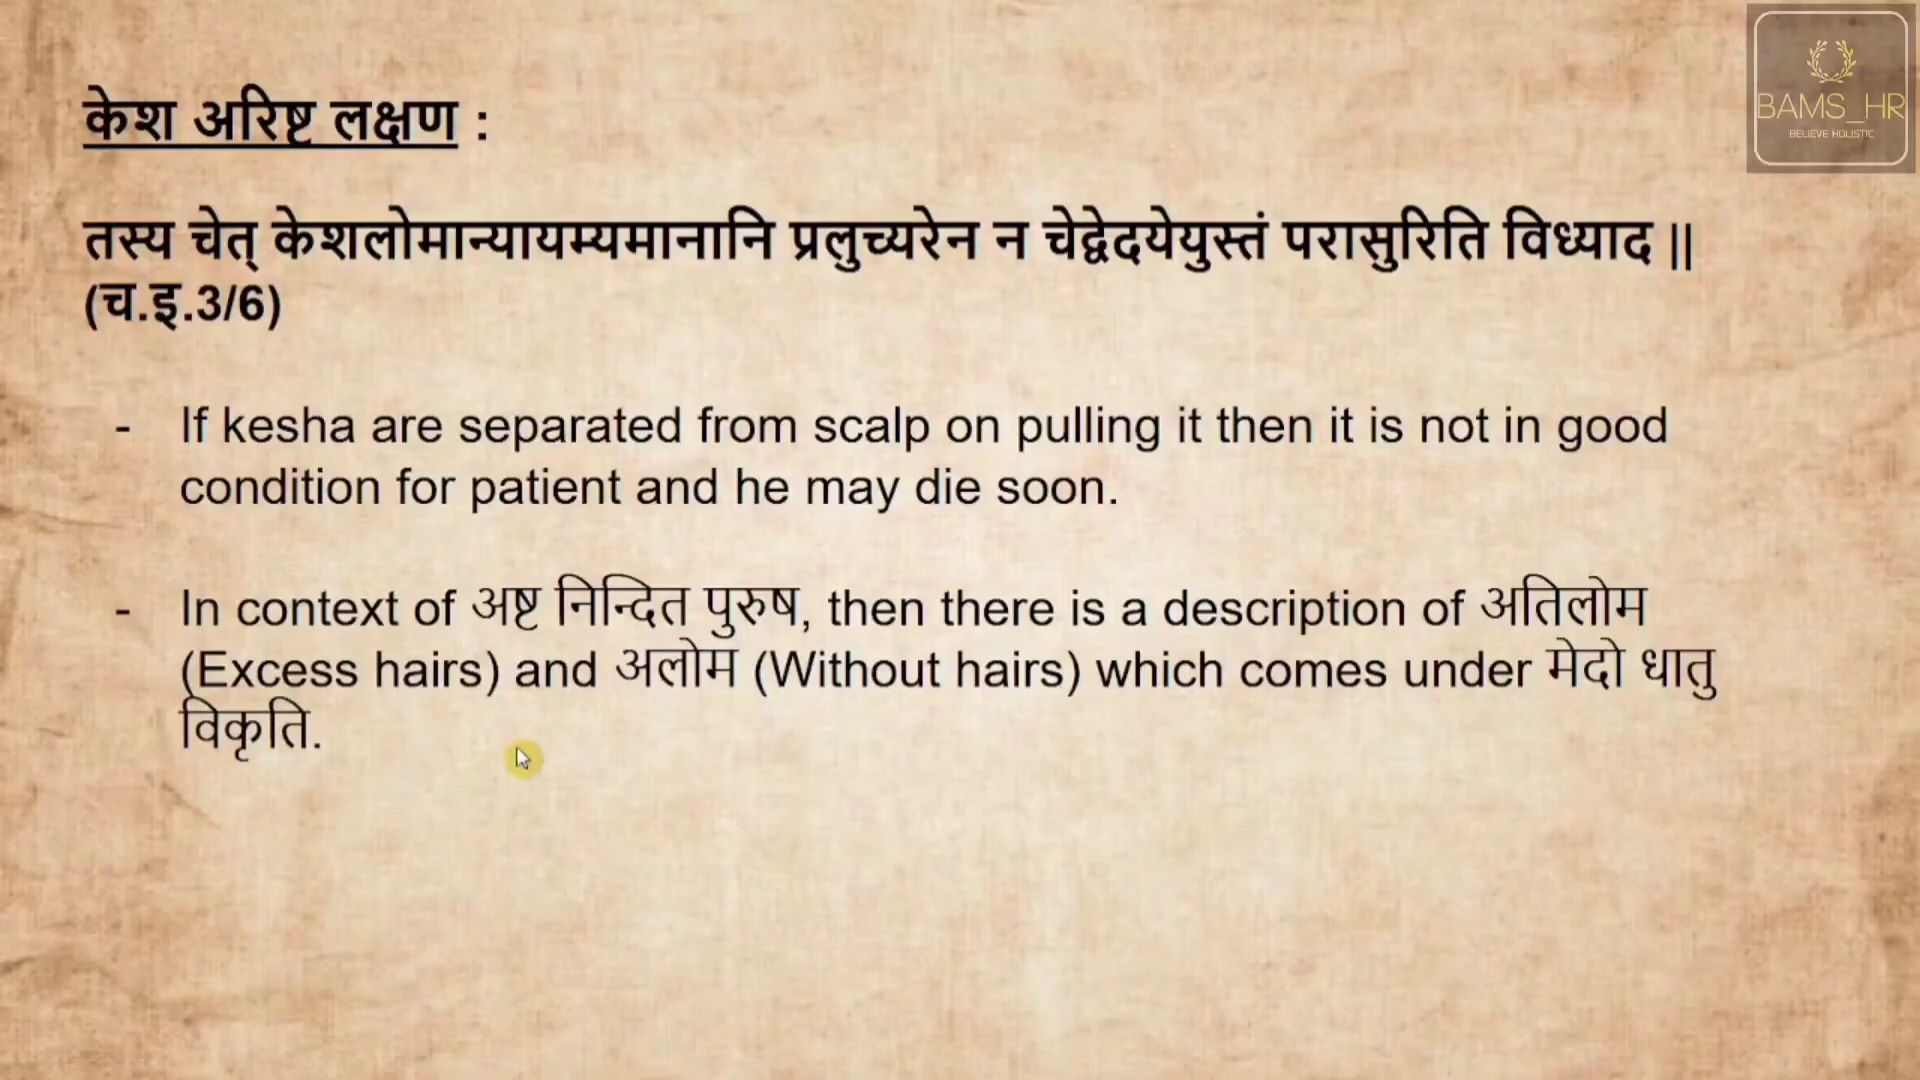 BAMS_HR
BELIEVE HOLISTIC
केश अरिष्ट लक्षण :
तस्य चेत् केशलोमान्यायम्यमानानि प्रलुच्यरेन न चेद्वेदयेयुस्तं परासुरिति विध्याद ||
(च.इ.3/6)
- If kesha are separated from scalp on pulling it then it is not in good
condition for patient and he may die soon.
- In context of अष्ट निन्दित पुरुष, then there is a description of अतिलोम
(Excess hairs) and अलोम (Without hairs) which comes under मेदो धातु
विकृति.